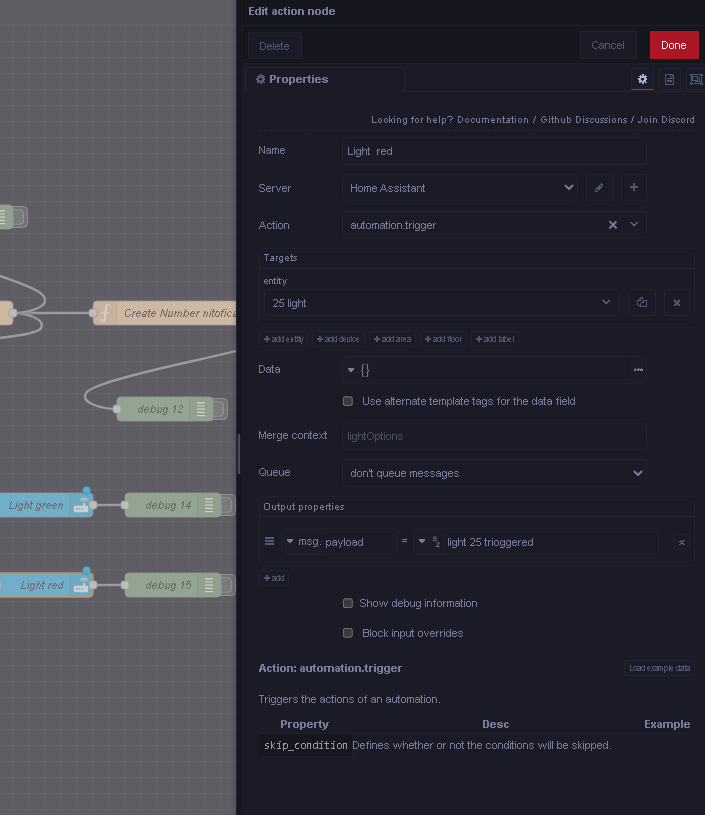 Edit action node
Delete
Cancel
Done
Properties
Looking for help? Documentation / Github Discussions / Join Discord
Name
Light red
Server
Home Assistant
Action
automation.trigger
Targets
entity
25 light
add entity
add device
add area
add floor
add label
Data
{}
Use alternate template tags for the data field
Merge context
lightOptions
Queue
don't queue messages
Output properties
msg. payload
=
light 25 trioggered
add
Show debug information
Block input overrides
Action: automation.trigger
Load example data
Triggers the actions of an automation.
Property Desc Example
skip_condition Defines whether or not the conditions will be skipped.
Create Number nitofica
debug 12
Light green
debug 14
Light red
debug 15